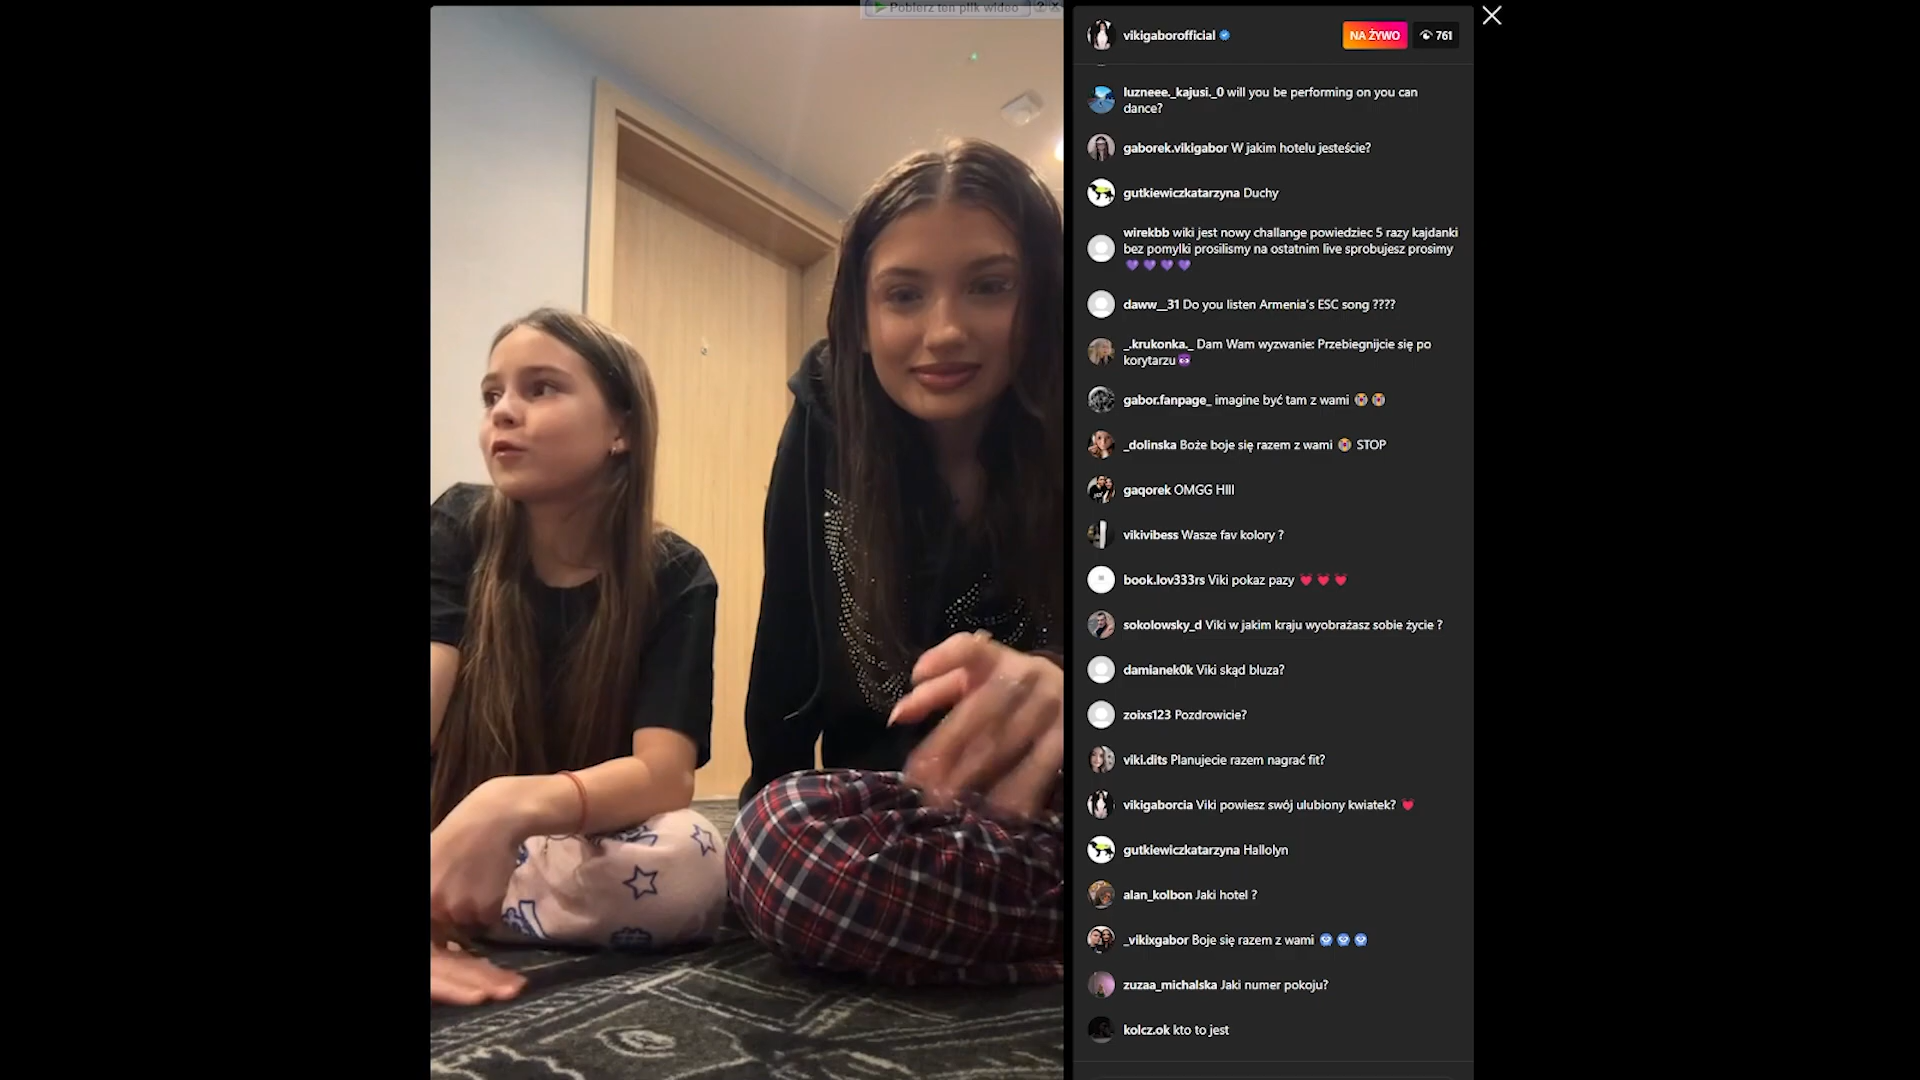 Pobierz ten plik wideo
? X
vikigaborofficial
NA ŻYWO
761
luzneee._kajusi._0 will you be performing on you can
dance?
gaborek.vikigabor W jakim hotelu jesteście?
gutkiewiczkatarzyna Duchy
wirekbb wiki jest nowy challange powiedziec 5 razy kajdanki
bez pomylki prosilismy na ostatnim live sprobujesz prosimy
💜 💜 💜 💜
daww__31 Do you listen Armenia's ESC song ????
_.krukonka._ Dam Wam wyzwanie: Przebiegnijcie się po
korytarzu😈
gabor.fanpage_ imagine być tam z wami 😭 😭
_dolinska Boże boje się razem z wami 😭 STOP
gaqorek OMGG HIII
vikivibess Wasze fav kolory ?
book.lov333rs Viki pokaz pazy 💓 💓 💓
sokolowsky_d Viki w jakim kraju wyobrażasz sobie życie ?
damianek0k Viki skąd bluza?
zoixs123 Pozdrowicie?
viki.dits Planujecie razem nagrać fit?
vikigaborcia Viki powiesz swój ulubiony kwiatek? 💓
gutkiewiczkatarzyna Hallolyn
alan_kolbon Jaki hotel ?
_vikixgabor Boje się razem z wami 🥶 🥶 🥶
zuzaa_michalska Jaki numer pokoju?
kolcz.ok kto to jest